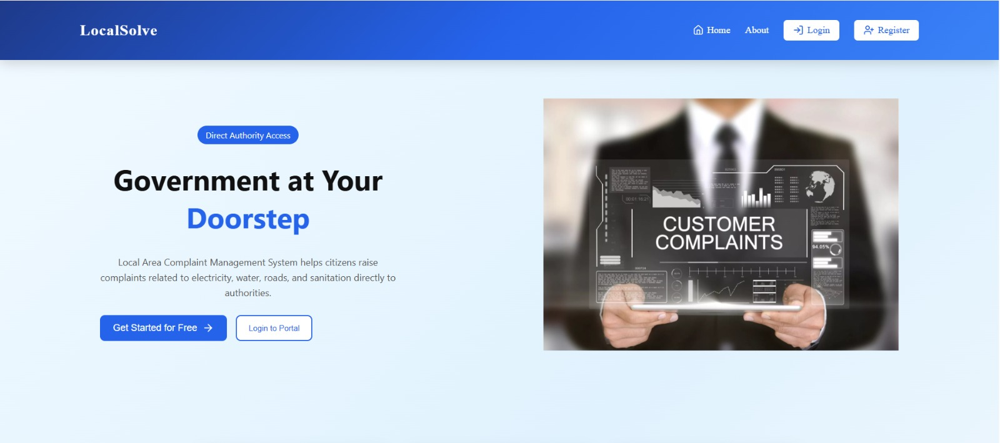 LocalSolve
Home
About
Login
Register
Direct Authority Access
Government at Your
Doorstep
Local Area Complaint Management System helps citizens raise
complaints related to electricity, water, roads, and sanitation directly to
authorities.
Get Started for Free
Login to Portal
00:01:16:21
CUSTOMER
COMPLAINTS
94.05%